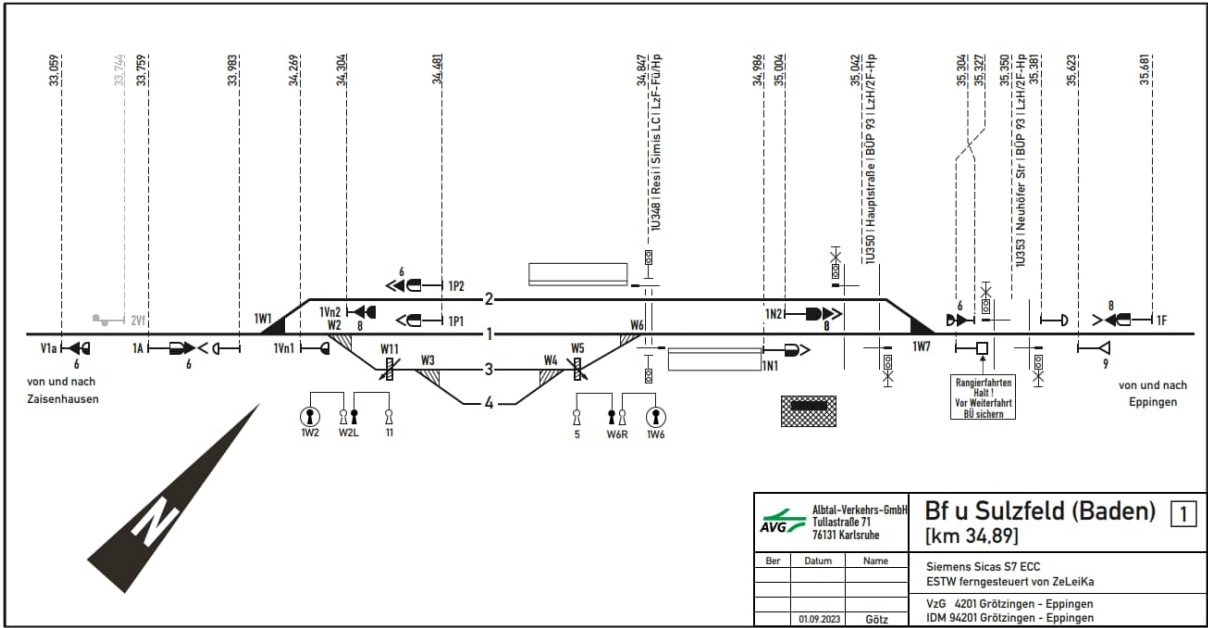 33,059
33,744
33,759
33,983
34,269
34,304
34,481
34,847
1U348 | Resi | Simis LC | LzF-Fü/Hp
34,986
35,004
35,042
1U350 | Hauptstraße | BÜP 93 | LzH/2F-Hp
35,304
35,327
35,350
1U353 | Neuhöfer Str | BÜP 93 | LzH/2F-Hp
35,381
35,623
35,681
6
1P2
2
1Vn2
8
1P1
1N2
8
6
8
1F
2Vf
1W1
W2
1
W6
1W7
V1a
6
1A
6
1Vn1
W11
W3
3
W4
W5
1N1
9
von und nach
Zaisenhausen
4
Rangierfahrten
Halt !
Vor Weiterfahrt
BÜ sichern
von und nach
Eppingen
1W2
W2L
11
5
W6R
1W6
N
AVG
Albtal-Verkehrs-GmbH
Tullastraße 71
76131 Karlsruhe
Bf u Sulzfeld (Baden) 1
[km 34,89]
Ber Datum Name
01.09.2023 Götz
Siemens Sicas S7 ECC
ESTW ferngesteuert von ZeLeiKa
VzG 4201 Grötzingen - Eppingen
IDM 94201 Grötzingen - Eppingen